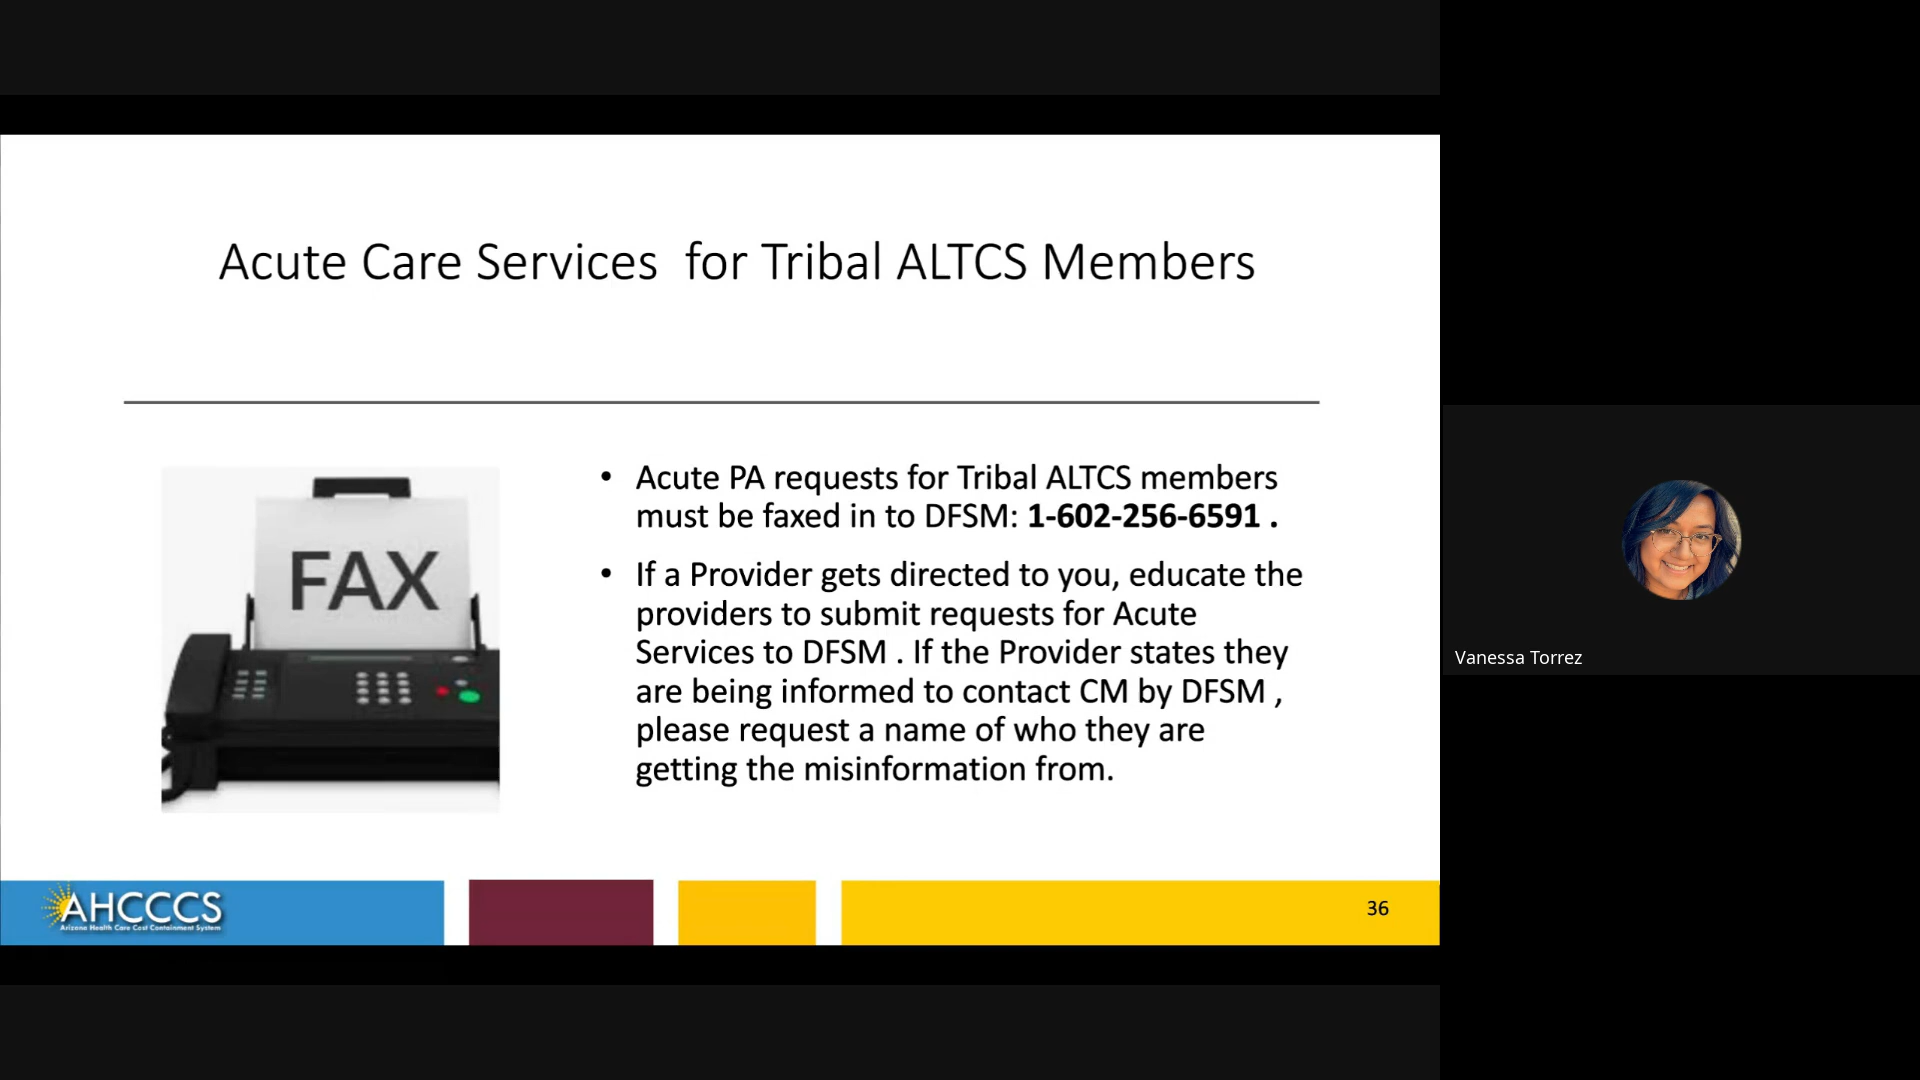 Acute Care Services  for Tribal ALTCS Members
FAX
• Acute PA requests for Tribal ALTCS members
must be faxed in to DFSM: 1-602-256-6591 .
• If a Provider gets directed to you, educate the
providers to submit requests for Acute
Services to DFSM . If the Provider states they
are being informed to contact CM by DFSM ,
please request a name of who they are
getting the misinformation from.
Vanessa Torrez
AHCCCS
Arizona Health Care Cost Containment System
36